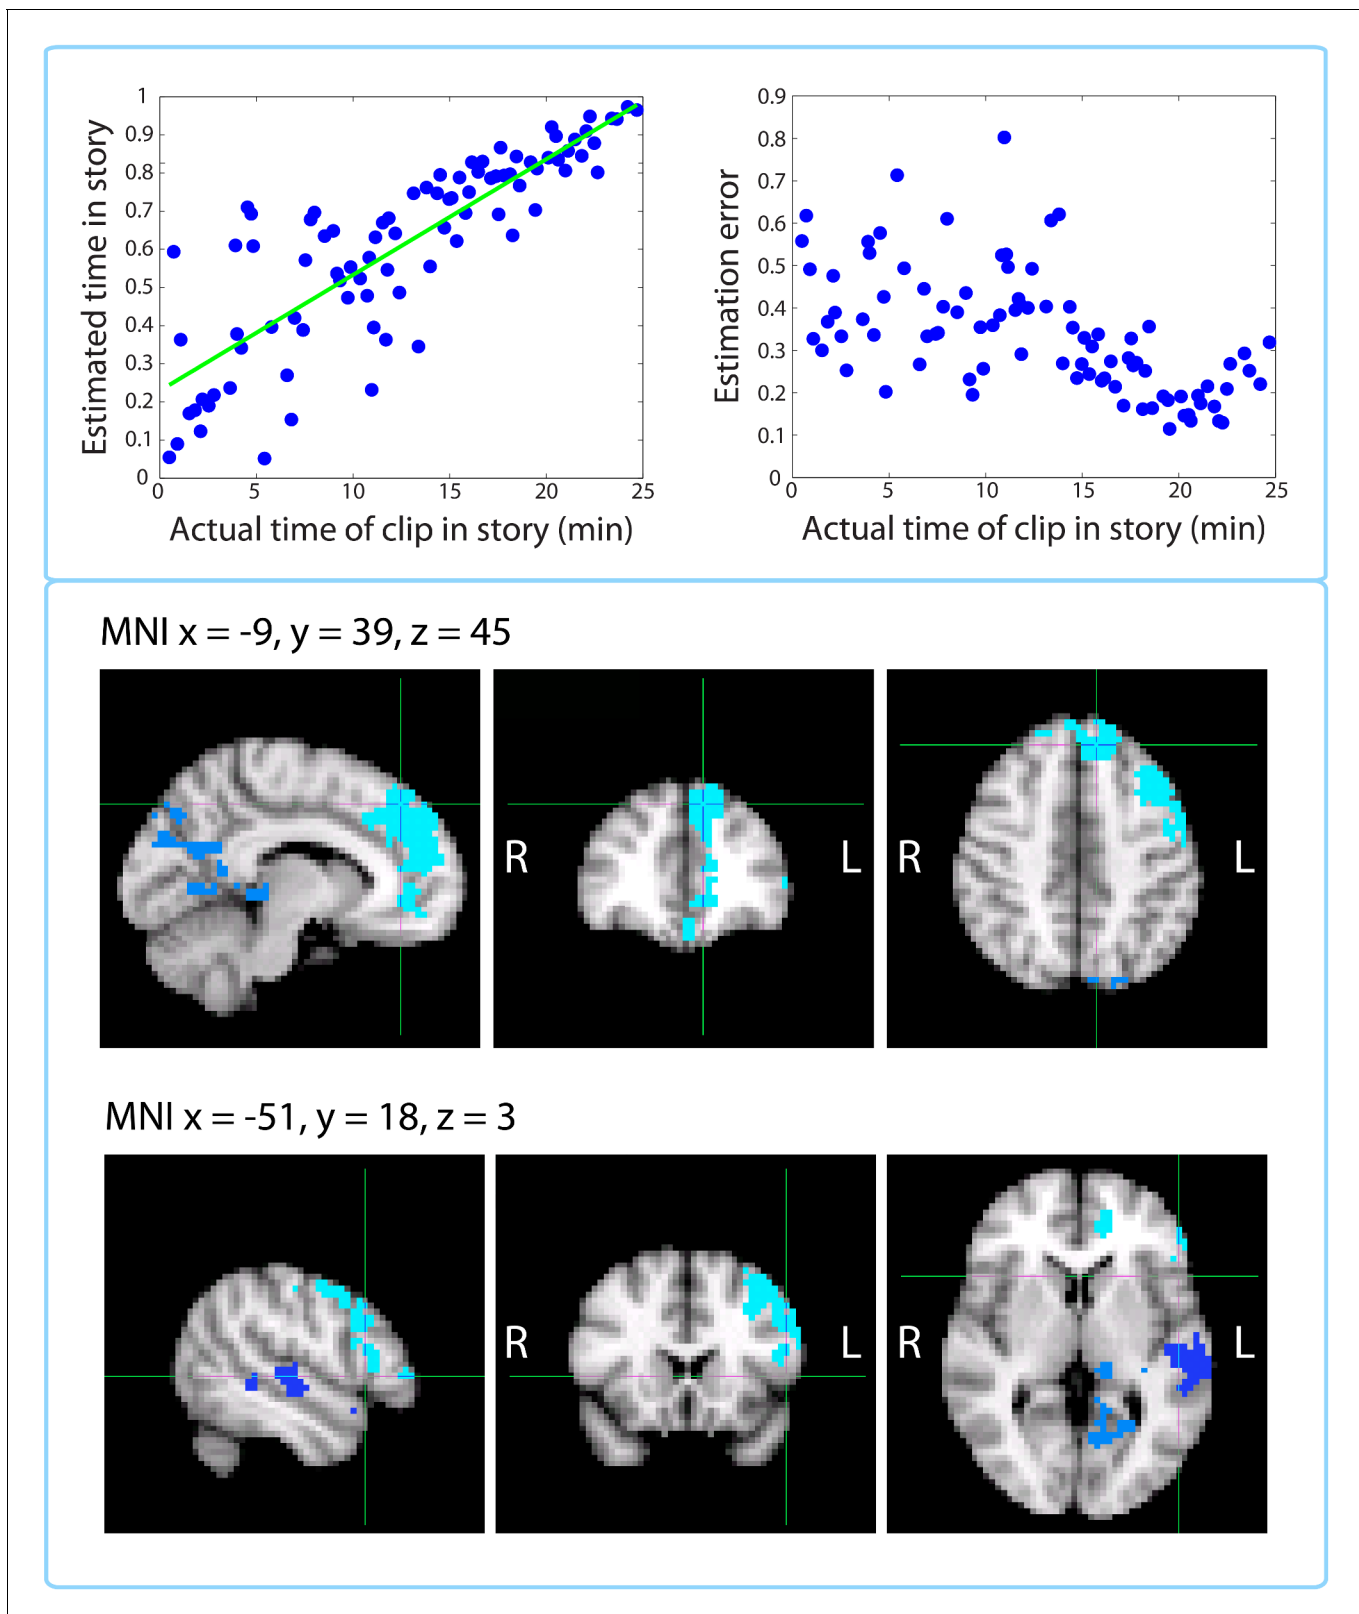 1
0.9
0.8
0.7
0.6
0.5
0.4
0.3
0.2
0.1
0
Estimated time in story
0 5 10 15 20 25
Actual time of clip in story (min)
0.9
0.8
0.7
0.6
0.5
0.4
0.3
0.2
0.1
0
Estimation error
0 5 10 15 20 25
Actual time of clip in story (min)
MNI x = -9, y = 39, z = 45
R L R L
MNI x = -51, y = 18, z = 3
R L R L